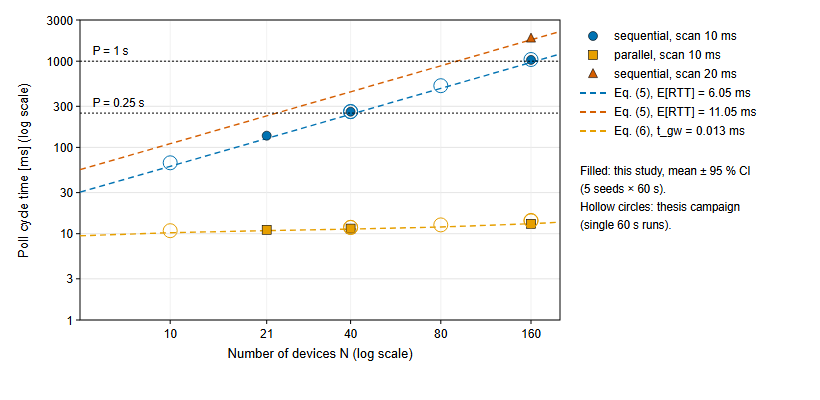 3000
1000
300
100
30
10
3
1
Poll cycle time [ms] (log scale)
P = 1 s
P = 0.25 s
10
21
40
80
160
Number of devices N (log scale)
sequential, scan 10 ms
parallel, scan 10 ms
sequential, scan 20 ms
Eq. (5), E[RTT] = 6.05 ms
Eq. (5), E[RTT] = 11.05 ms
Eq. (6), t_gw = 0.013 ms
Filled: this study, mean ± 95 % CI
(5 seeds × 60 s).
Hollow circles: thesis campaign
(single 60 s runs).